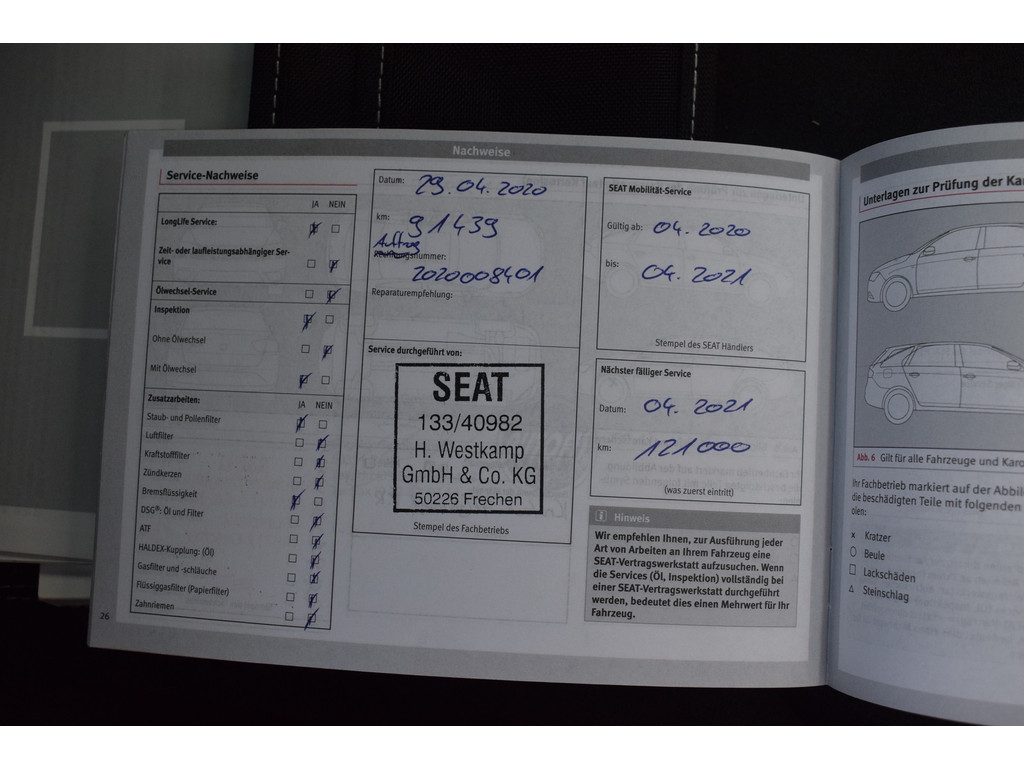 Nachweise
Service-Nachweise
JA NEIN
LongLife Service:
Zeit- oder laufleistungsabhängiger Ser-
vice
Ölwechsel-Service
Inspektion
Ohne Ölwechsel
Mit Ölwechsel
Zusatzarbeiten: JA NEIN
Staub- und Pollenfilter
Luftfilter
Kraftstofffilter
Zündkerzen
Bremsflüssigkeit
DSG®: Öl und Filter
ATF
HALDEX-Kupplung: (Öl)
Gasfilter und -schläuche
Flüssiggasfilter (Papierfilter)
Zahnriemen
26
Datum: 29.04.2020
km: 91439
Auftrag
Rechnungsnummer:
2020008401
Reparaturempfehlung:
Service durchgeführt von:
SEAT
133/40982
H. Westkamp
GmbH & Co. KG
50226 Frechen
Stempel des Fachbetriebs
SEAT Mobilität-Service
Gültig ab: 04. 2020
bis: 04. 2021
Stempel des SEAT Händlers
Nächster fälliger Service
Datum: 04. 2021
km: 121000
(was zuerst eintritt)
i Hinweis
Wir empfehlen Ihnen, zur Ausführung jeder
Art von Arbeiten an Ihrem Fahrzeug eine
SEAT-Vertragswerkstatt aufzusuchen. Wenn
die Services (Öl, Inspektion) vollständig bei
einer SEAT-Vertragswerkstatt durchgeführt
werden, bedeutet dies einen Mehrwert für Ihr
Fahrzeug.
Unterlagen zur Prüfung der Kar
Abb. 6 Gilt für alle Fahrzeuge und Karo
Ihr Fachbetrieb markiert auf der Abbil
die beschädigten Teile mit folgenden
olen:
x Kratzer
○ Beule
□ Lackschäden
△ Steinschlag